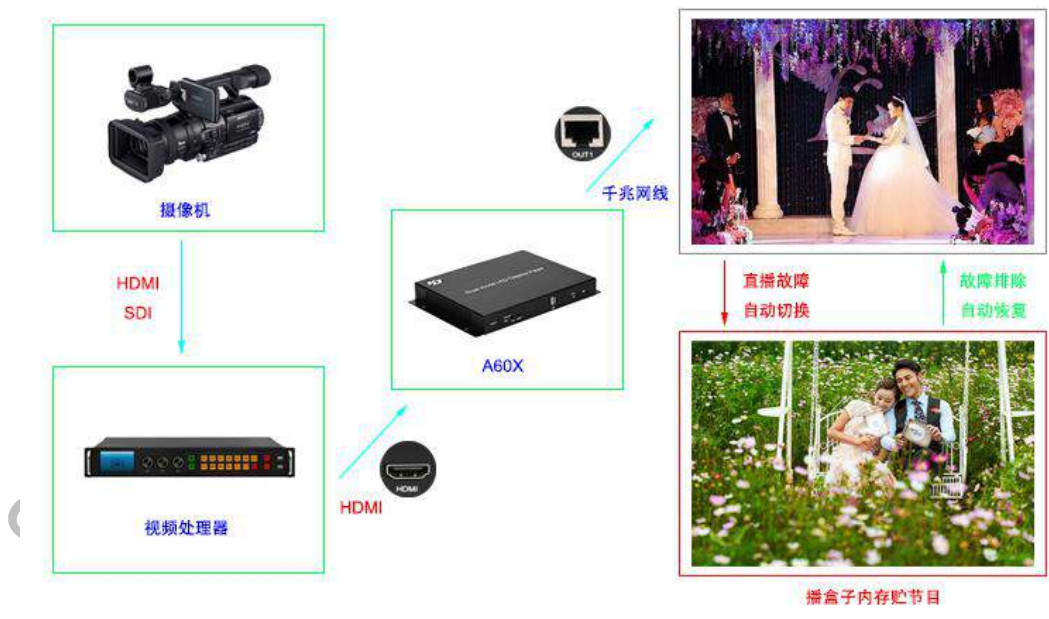 摄像机
HDMI
SDI
视频处理器
HDMI
HDMI
A60X
OUT1
千兆网线
直播故障
自动切换
故障排除
自动恢复
播盒子内存贮节目